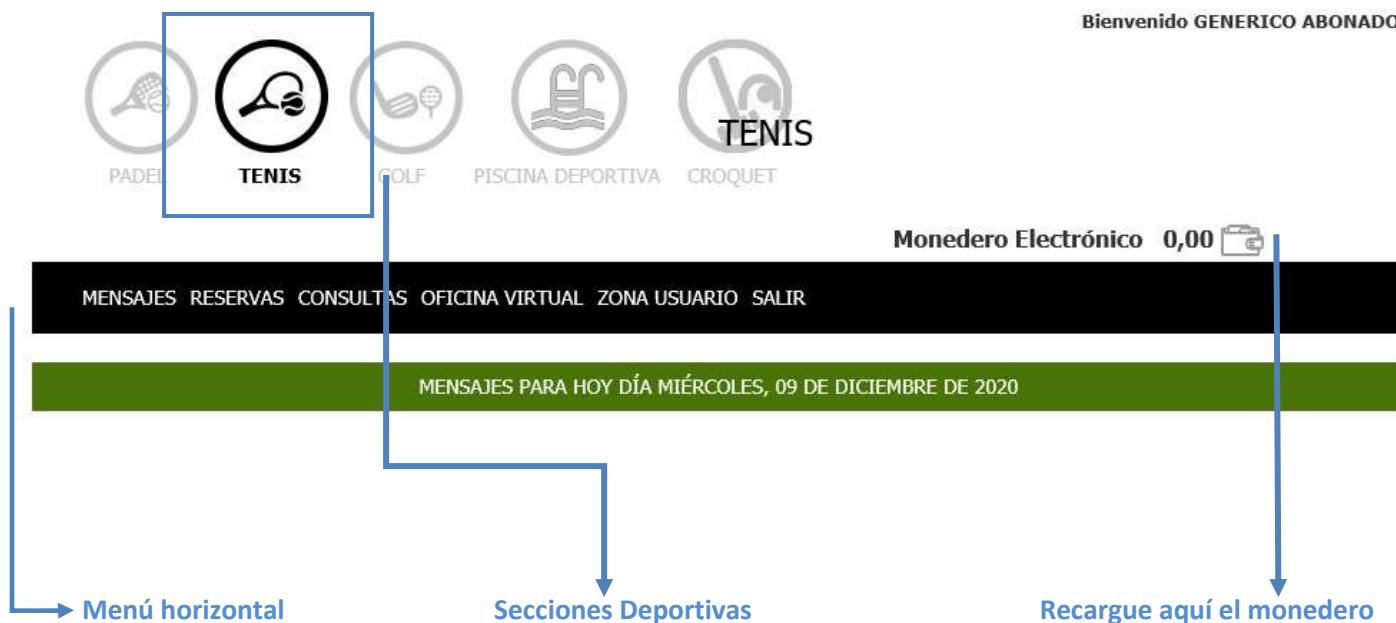 Bienvenido GENERICO ABONADO
TENIS
PADEL TENIS GOLF PISCINA DEPORTIVA CROQUET
Monedero Electrónico 0,00
MENSAJES RESERVAS CONSULTAS OFICINA VIRTUAL ZONA USUARIO SALIR
MENSAJES PARA HOY DÍA MIÉRCOLES, 09 DE DICIEMBRE DE 2020
Menú horizontal Secciones Deportivas Recargue aquí el monedero